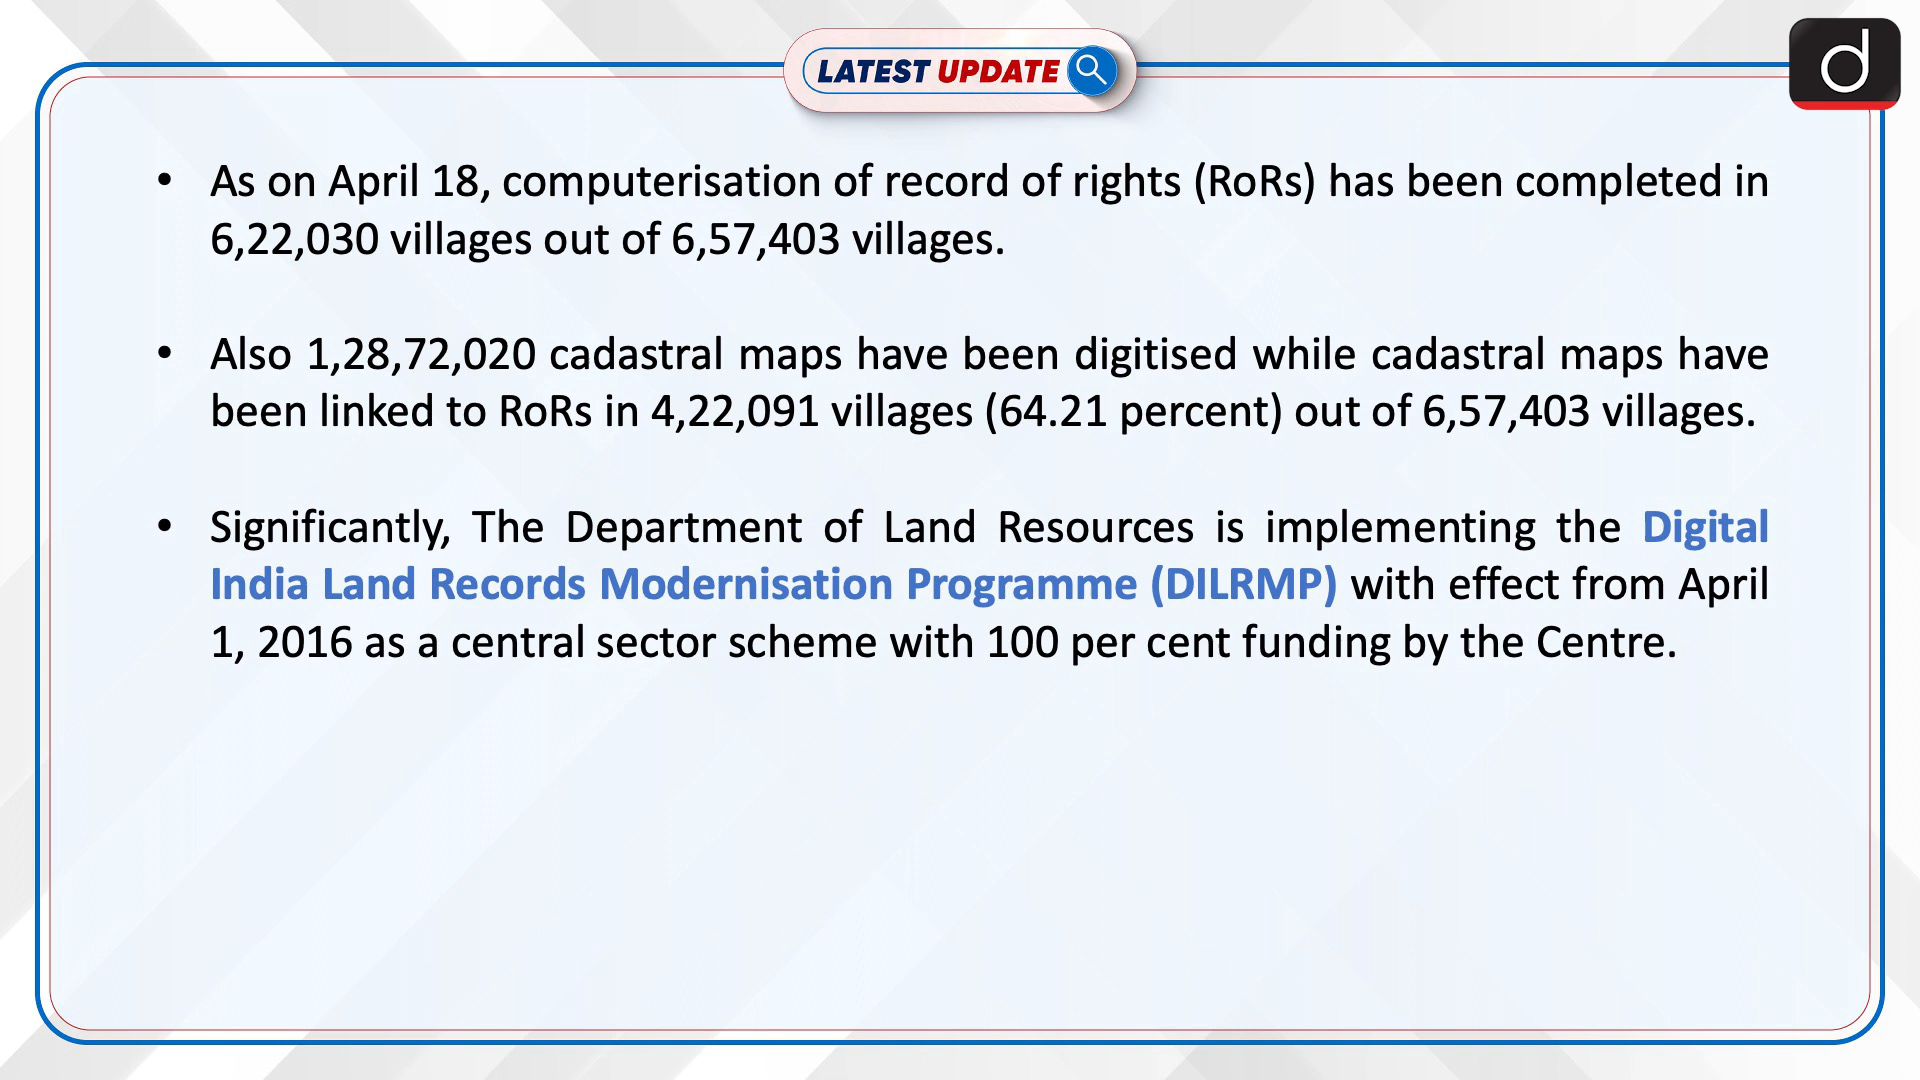 LATEST UPDATE
d
• As on April 18, computerisation of record of rights (RoRs) has been completed in
6,22,030 villages out of 6,57,403 villages.
• Also 1,28,72,020 cadastral maps have been digitised while cadastral maps have
been linked to RoRs in 4,22,091 villages (64.21 percent) out of 6,57,403 villages.
• Significantly, The Department of Land Resources is implementing the Digital
India Land Records Modernisation Programme (DILRMP) with effect from April
1, 2016 as a central sector scheme with 100 per cent funding by the Centre.